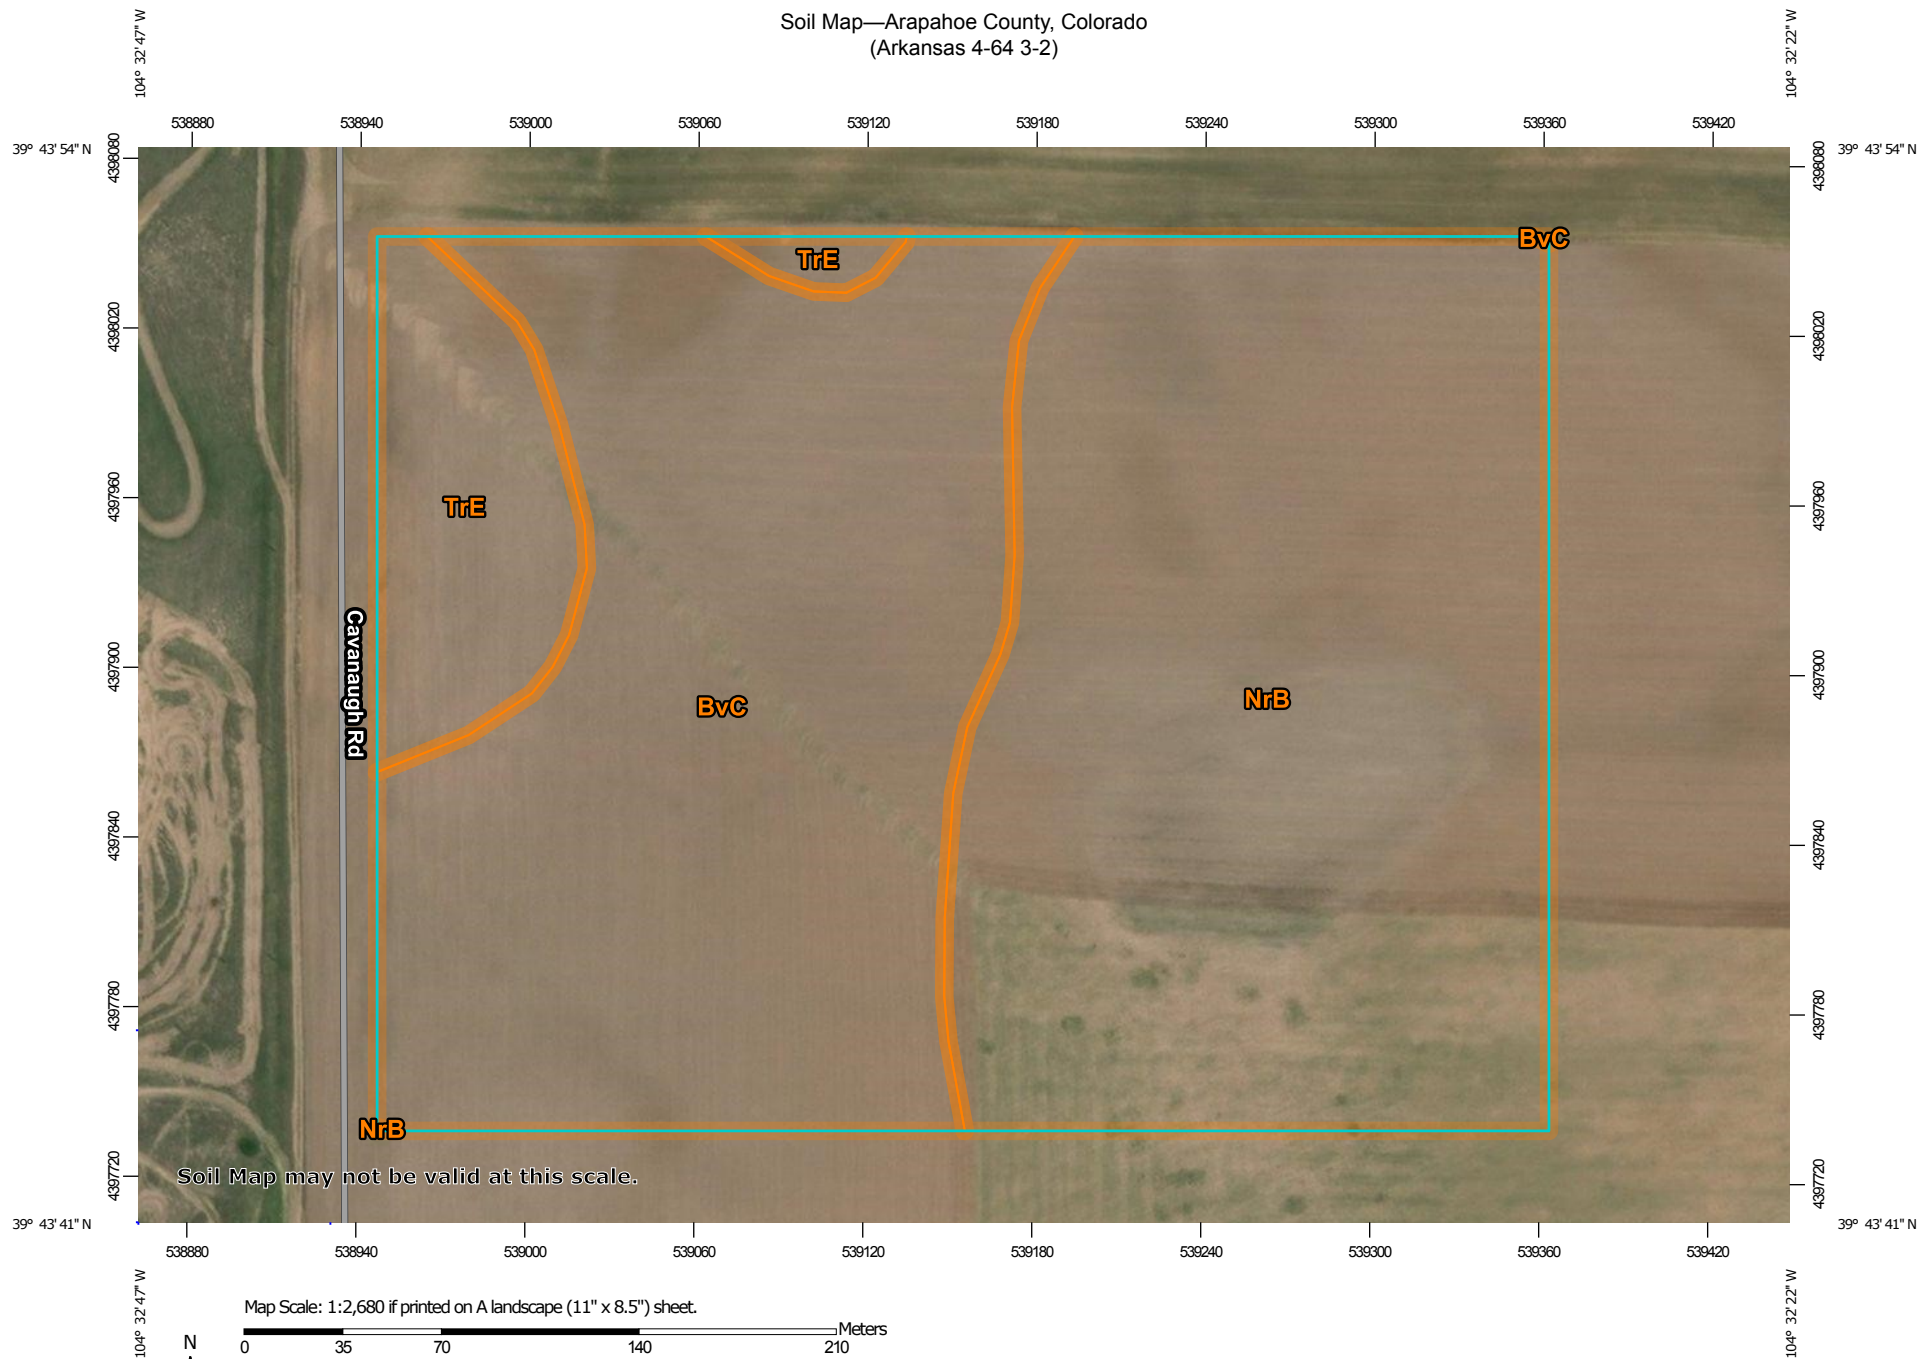 Soil Map—Arapahoe County, Colorado
(Arkansas 4-64 3-2)
104° 32' 47'' W
104° 32' 22'' W
538880 538940 539000 539060 539120 539180 539240 539300 539360 539420
39° 43' 54'' N
39° 43' 54'' N
4398080
4398080
BvC
TrE
4398020
4398020
4397960
4397960
TrE
4397900
4397900
Cavanaugh Rd
BvC
NrB
4397840
4397840
4397780
4397780
NrB
4397720
4397720
Soil Map may not be valid at this scale.
39° 43' 41'' N
39° 43' 41'' N
538880 538940 539000 539060 539120 539180 539240 539300 539360 539420
104° 32' 47'' W
104° 32' 22'' W
Map Scale: 1:2,680 if printed on A landscape (11" x 8.5") sheet.
Meters
0 35 70 140 210
N